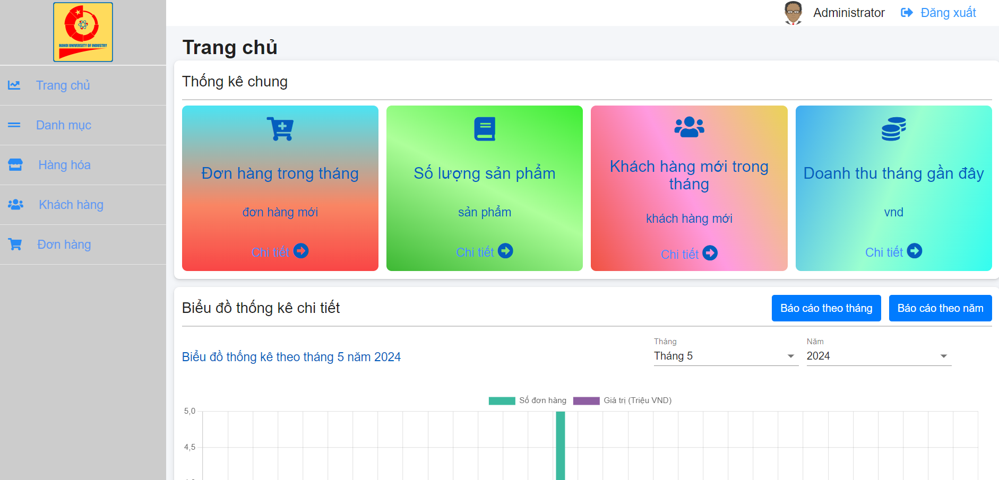 HANOI UNIVERSITY OF INDUSTRY
Administrator
Đăng xuất
Trang chủ
Danh mục
Hàng hóa
Khách hàng
Đơn hàng
Trang chủ
Thống kê chung
Đơn hàng trong tháng
đơn hàng mới
Chi tiết
Số lượng sản phẩm
sản phẩm
Chi tiết
Khách hàng mới trong
tháng
khách hàng mới
Chi tiết
Doanh thu tháng gần đây
vnd
Chi tiết
Biểu đồ thống kê chi tiết
Báo cáo theo tháng
Báo cáo theo năm
Biểu đồ thống kê theo tháng 5 năm 2024
Tháng
Tháng 5
Năm
2024
Số đơn hàng
Giá trị (Triệu VND)
5,0
4,5